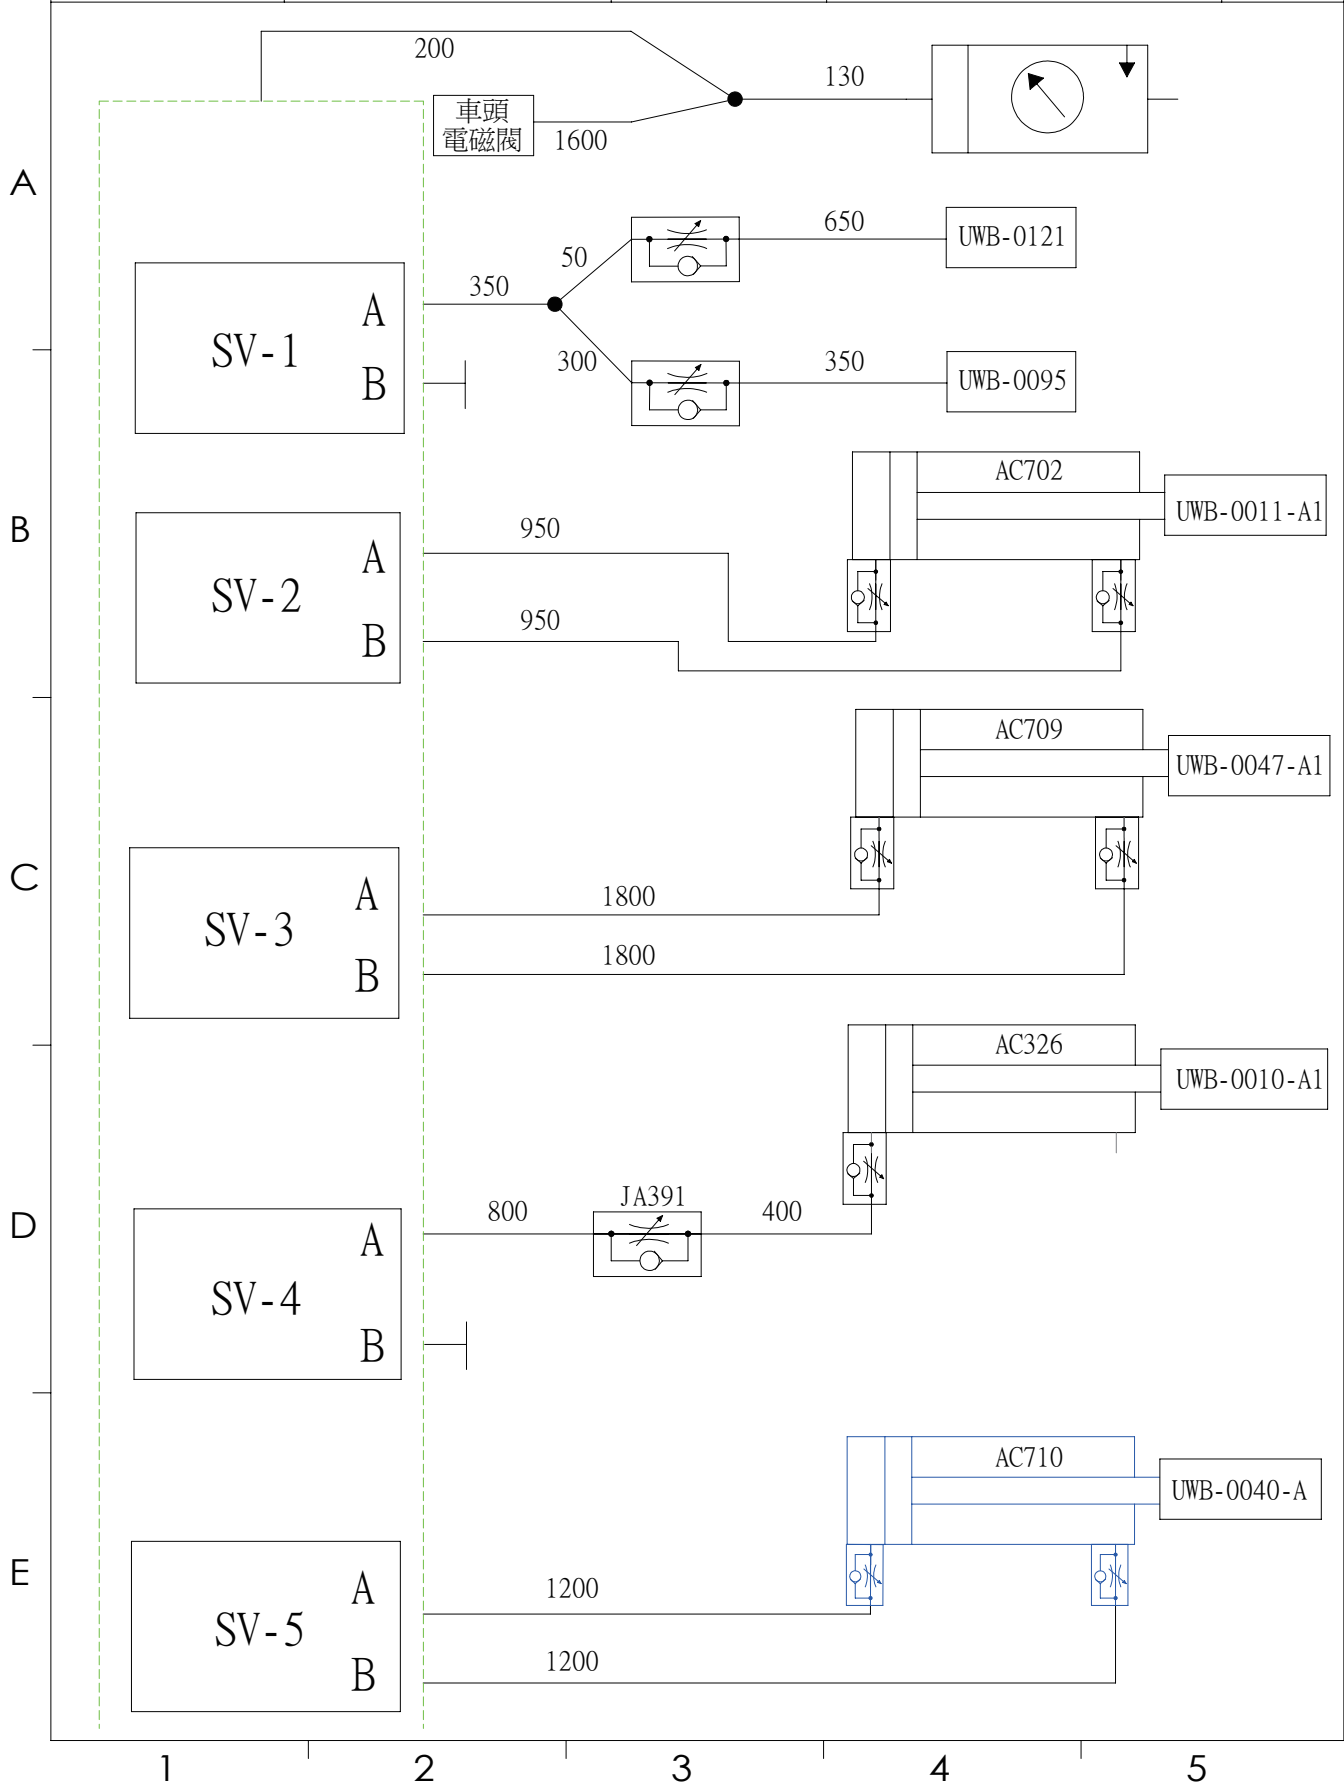 200
130
車頭
電磁閥
1600
A
650
UWB-0121
50
350
A
SV-1
B
300
350
UWB-0095
AC702
UWB-0011-A1
B
950
A
SV-2
950
B
AC709
UWB-0047-A1
C
A
1800
SV-3
1800
B
AC326
UWB-0010-A1
JA391
D
800
400
A
SV-4
B
AC710
UWB-0040-A
E
1200
A
SV-5
1200
B
1
2
3
4
5